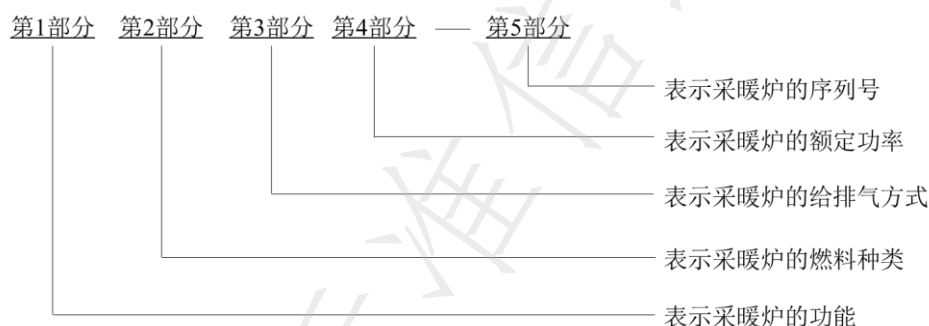 第1部分 第2部分 第3部分 第4部分 — 第5部分
表示采暖炉的序列号
表示采暖炉的额定功率
表示采暖炉的给排气方式
表示采暖炉的燃料种类
表示采暖炉的功能